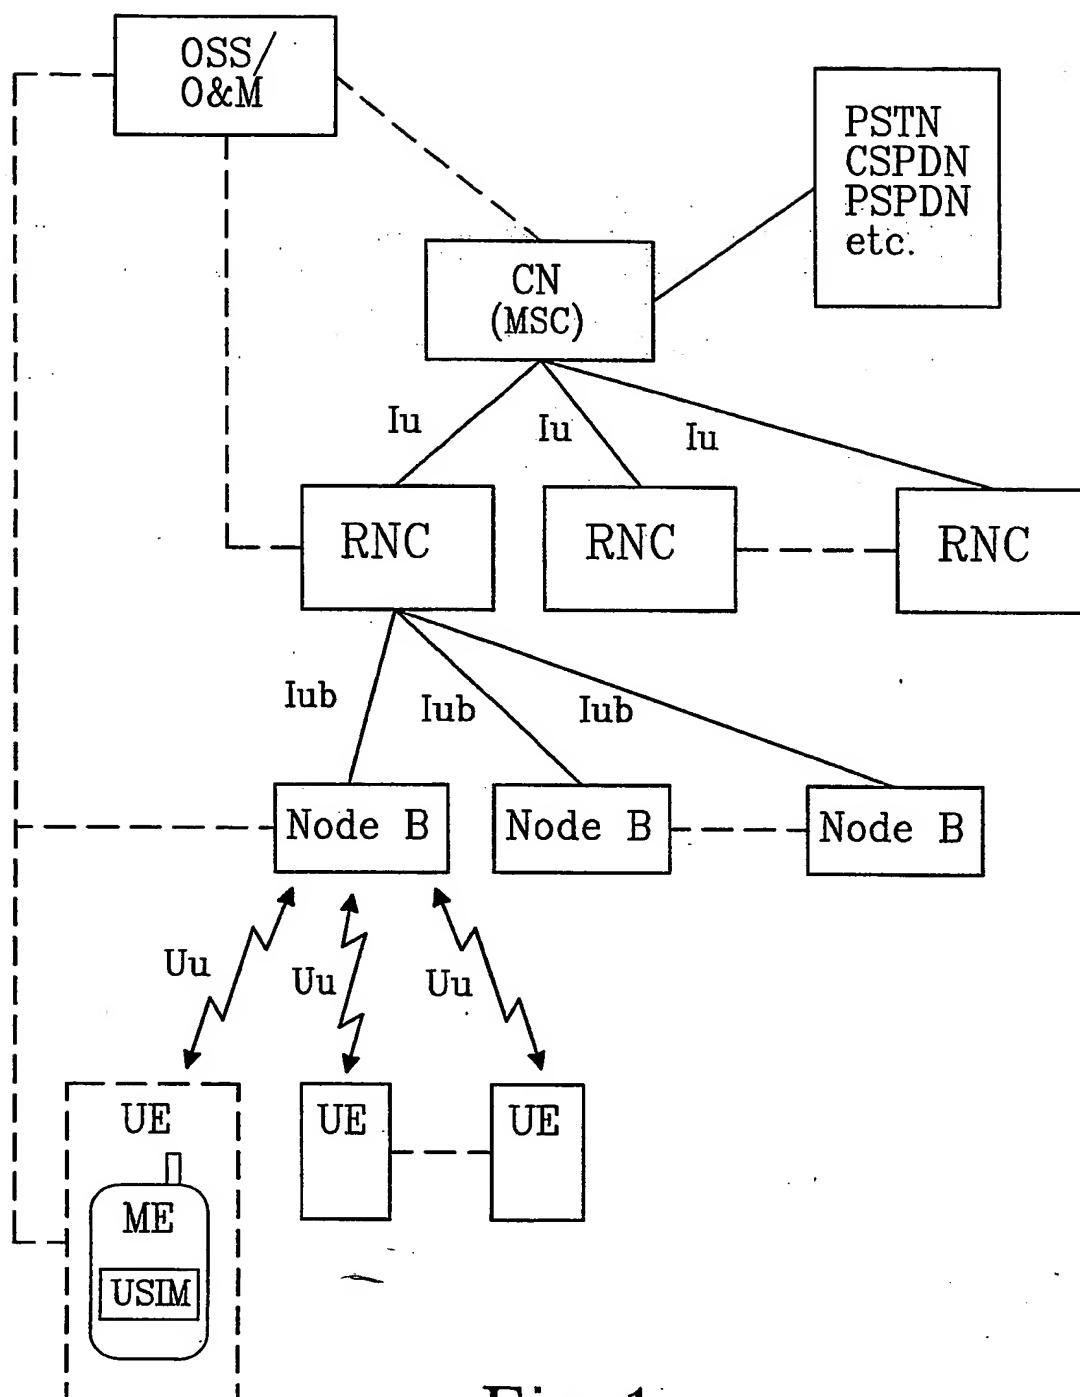 OSS/
O&M
PSTN
CSPDN
PSPDN
etc.
CN
(MSC)
Iu
Iu
Iu
RNC
RNC
RNC
Iub
Iub
Iub
Node B
Node B
Node B
Uu
Uu
Uu
UE
UE
UE
ME
USIM